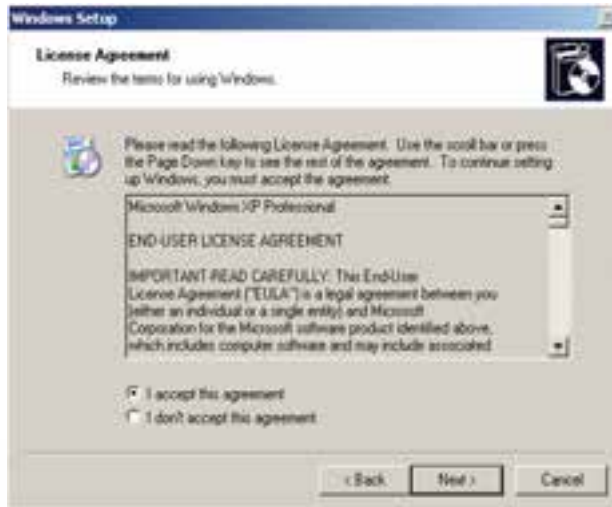 Windows Setup
License Agreement
Review the terms for using Windows.
Please read the following License Agreement. Use the scroll bar or press
the Page Down key to see the rest of the agreement. To continue setting
up Windows, you must accept the agreement.
Microsoft Windows XP Professional
END-USER LICENSE AGREEMENT
IMPORTANT-READ CAREFULLY: This End-User
License Agreement ("EULA") is a legal agreement between you
(either an individual or a single entity) and Microsoft
Corporation for the Microsoft software product identified above,
which includes computer software and may include associated
I accept this agreement
I don't accept this agreement
< Back
Next >
Cancel